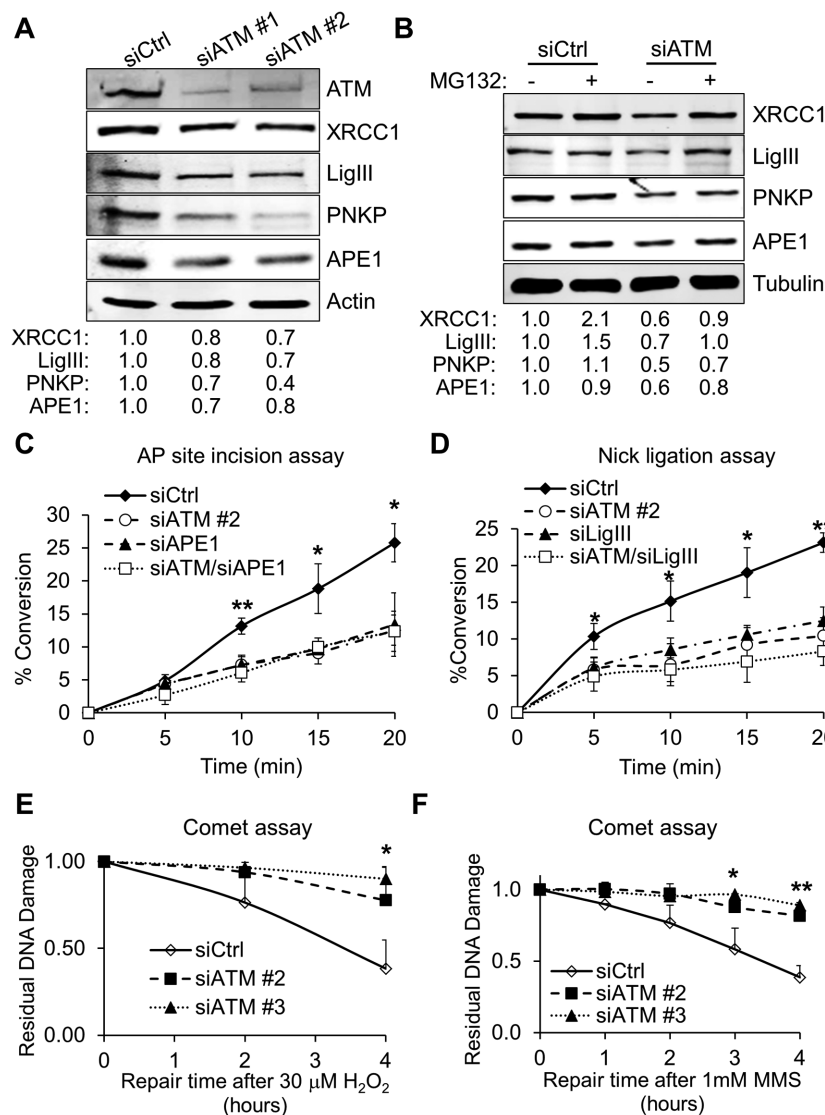 A
siCtrl
siATM #1
siATM #2
ATM
XRCC1
LigIII
PNKP
APE1
Actin
XRCC1: 1.0 0.8 0.7
LigIII: 1.0 0.8 0.7
PNKP: 1.0 0.7 0.4
APE1: 1.0 0.7 0.8
B
siCtrl siATM
MG132: - + - +
XRCC1
LigIII
PNKP
APE1
Tubulin
XRCC1: 1.0 2.1 0.6 0.9
LigIII: 1.0 1.5 0.7 1.0
PNKP: 1.0 1.1 0.5 0.7
APE1: 1.0 0.9 0.6 0.8
C
AP site incision assay
siCtrl
siATM #2
siAPE1
siATM/siAPE1
% Conversion
30
25
20
15
10
5
0
** * *
0 5 10 15 20
Time (min)
D
Nick ligation assay
siCtrl
siATM #2
siLigIII
siATM/siLigIII
%Conversion
25
20
15
10
5
0
* * * **
0 5 10 15 20
Time (min)
E
Comet assay
Residual DNA Damage
1.00
0.50
0.00
*
siCtrl
siATM #2
siATM #3
0 1 2 3 4
Repair time after 30 µM H₂O₂
(hours)
F
Comet assay
Residual DNA Damage
1.0
0.5
0.0
* **
siCtrl
siATM #2
siATM #3
0 1 2 3 4
Repair time after 1mM MMS
(hours)